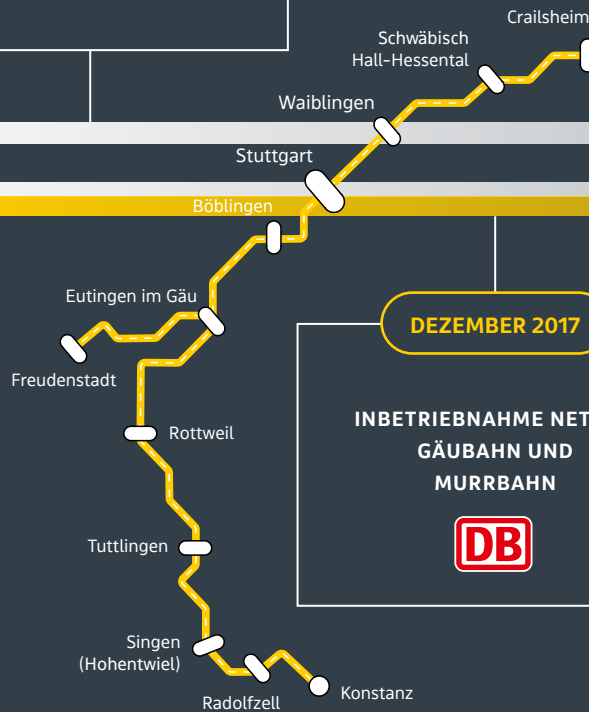 Crailsheim
Schwäbisch
Hall-Hessental
Waiblingen
Stuttgart
Böblingen
Eutingen im Gäu
Freudenstadt
Rottweil
Tuttlingen
Singen
(Hohentwiel)
Radolfzell
Konstanz
DEZEMBER 2017
INBETRIEBNAHME NET
GÄUBAHN UND
MURRBAHN
DB